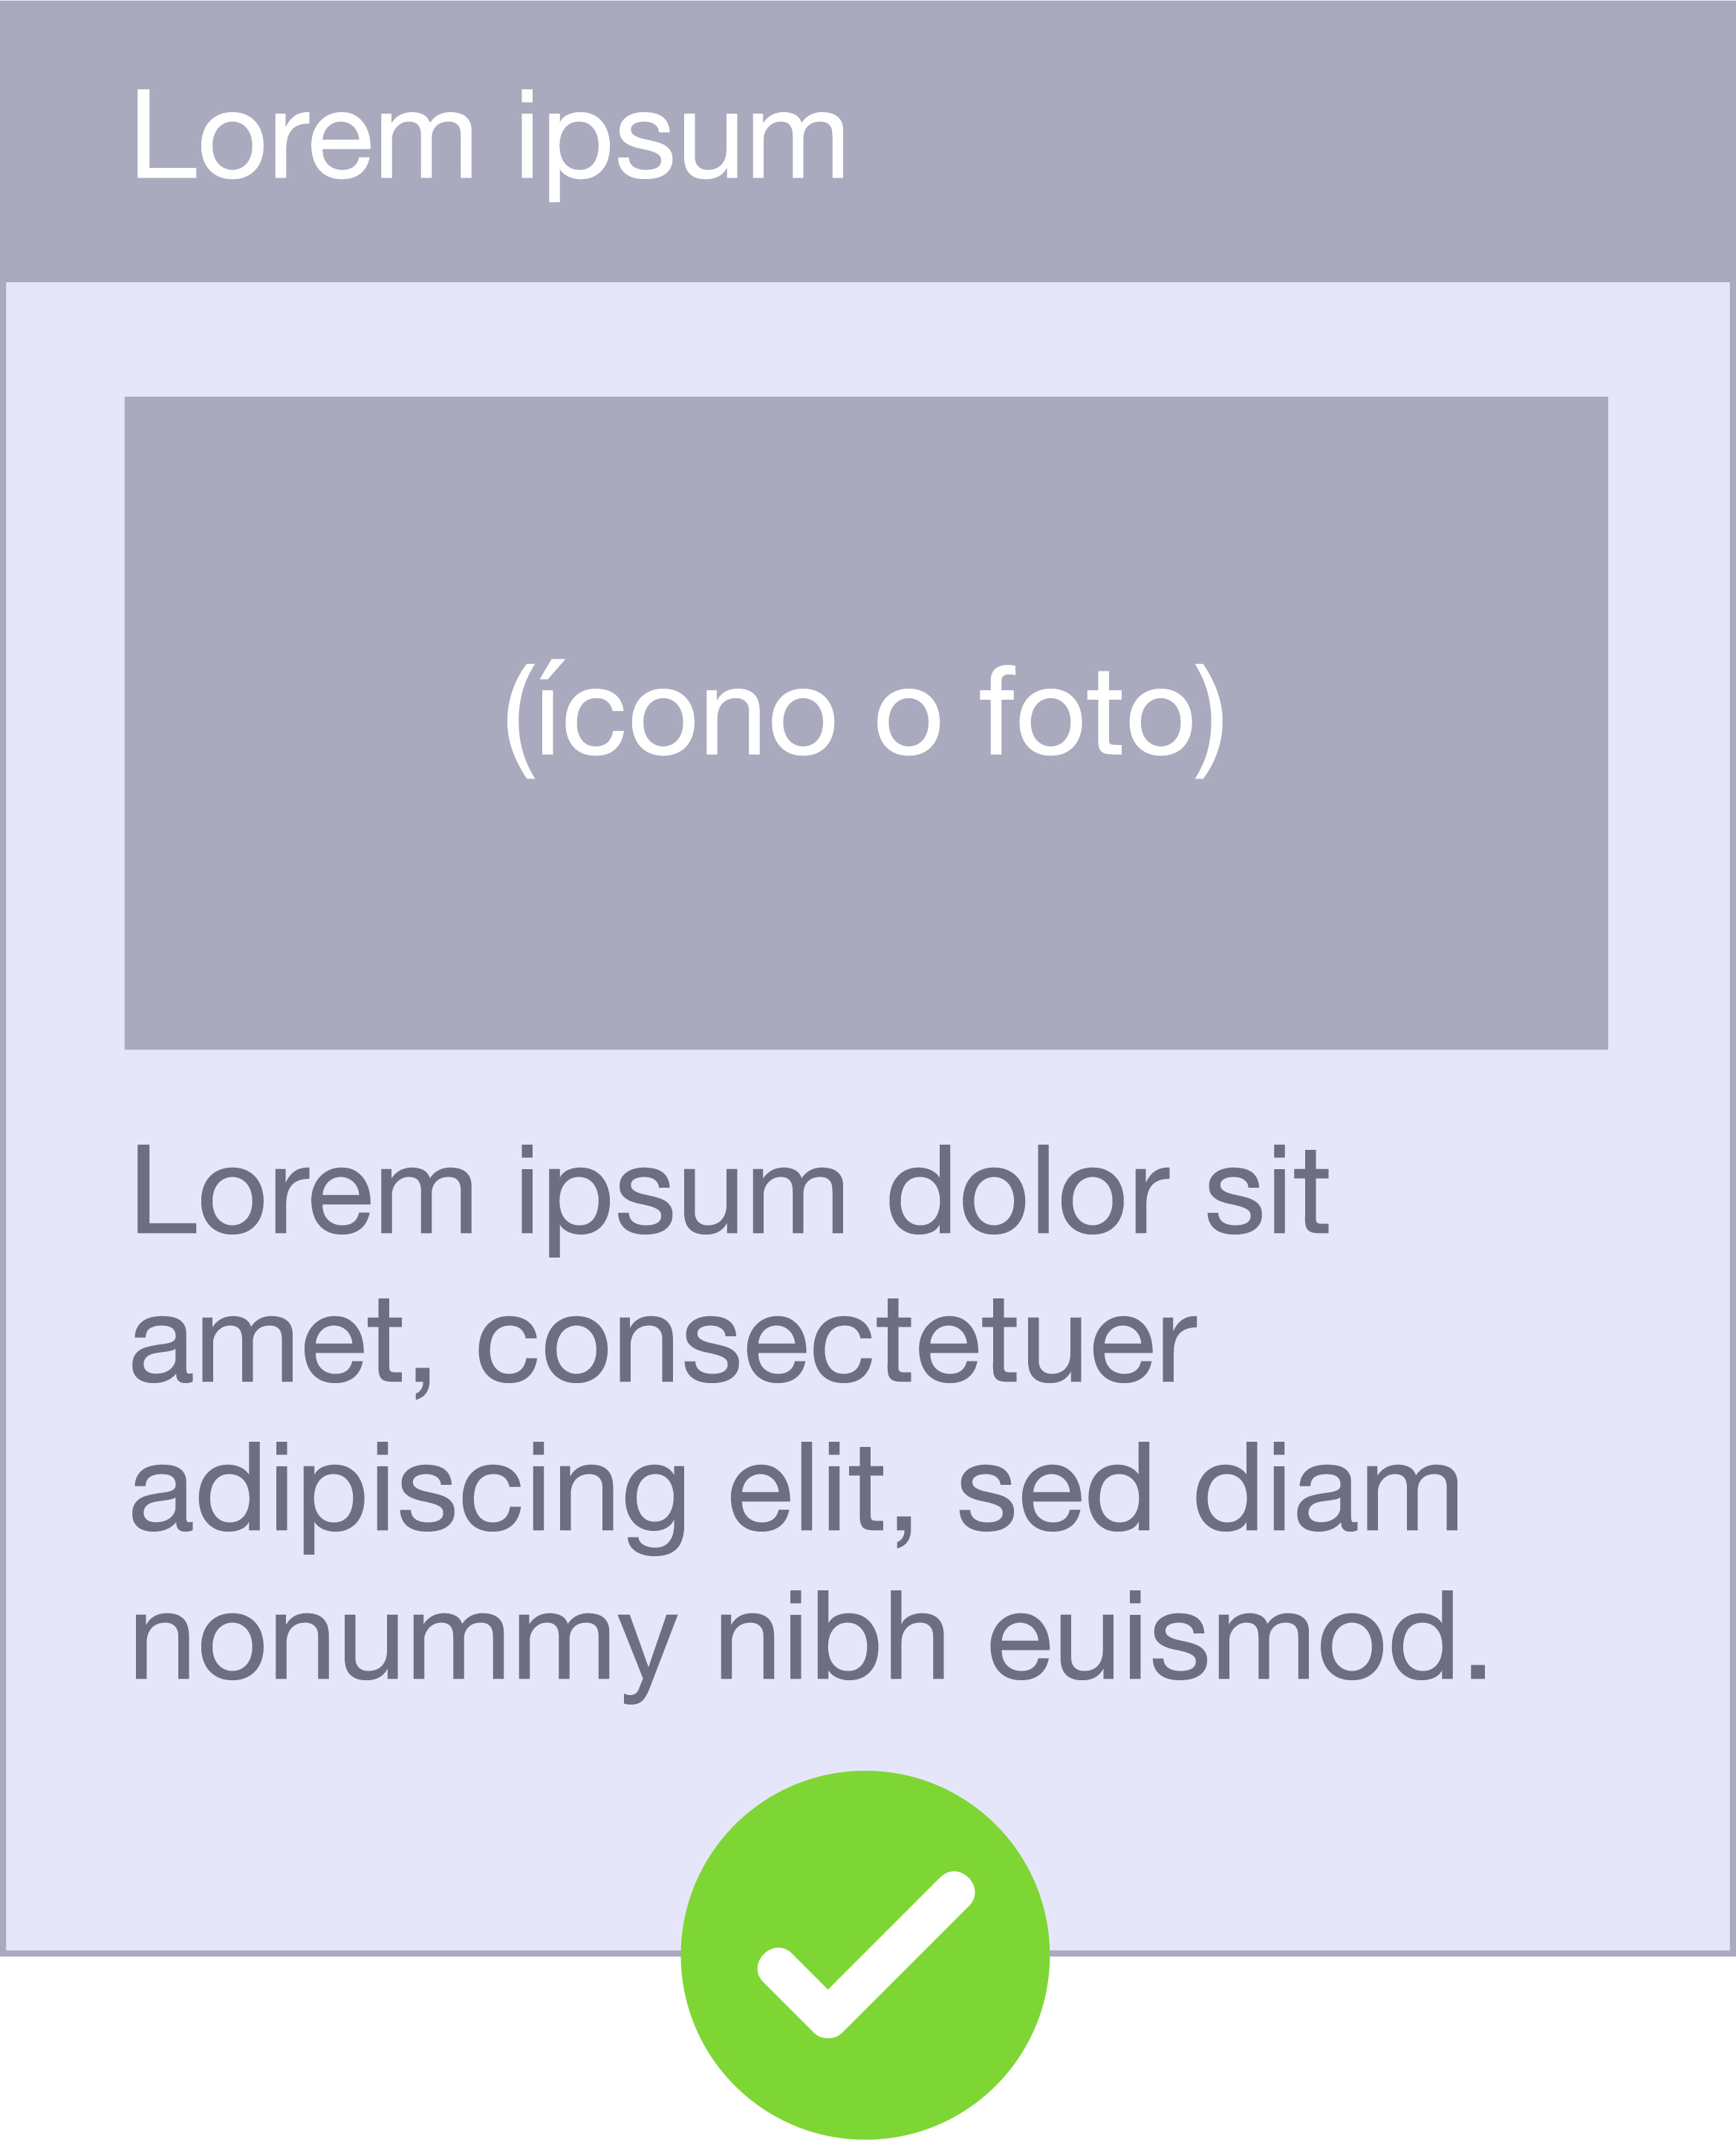 Lorem ipsum
(ícono o foto)
Lorem ipsum dolor sit
amet, consectetuer
adipiscing elit, sed diam
nonummy nibh euismod.